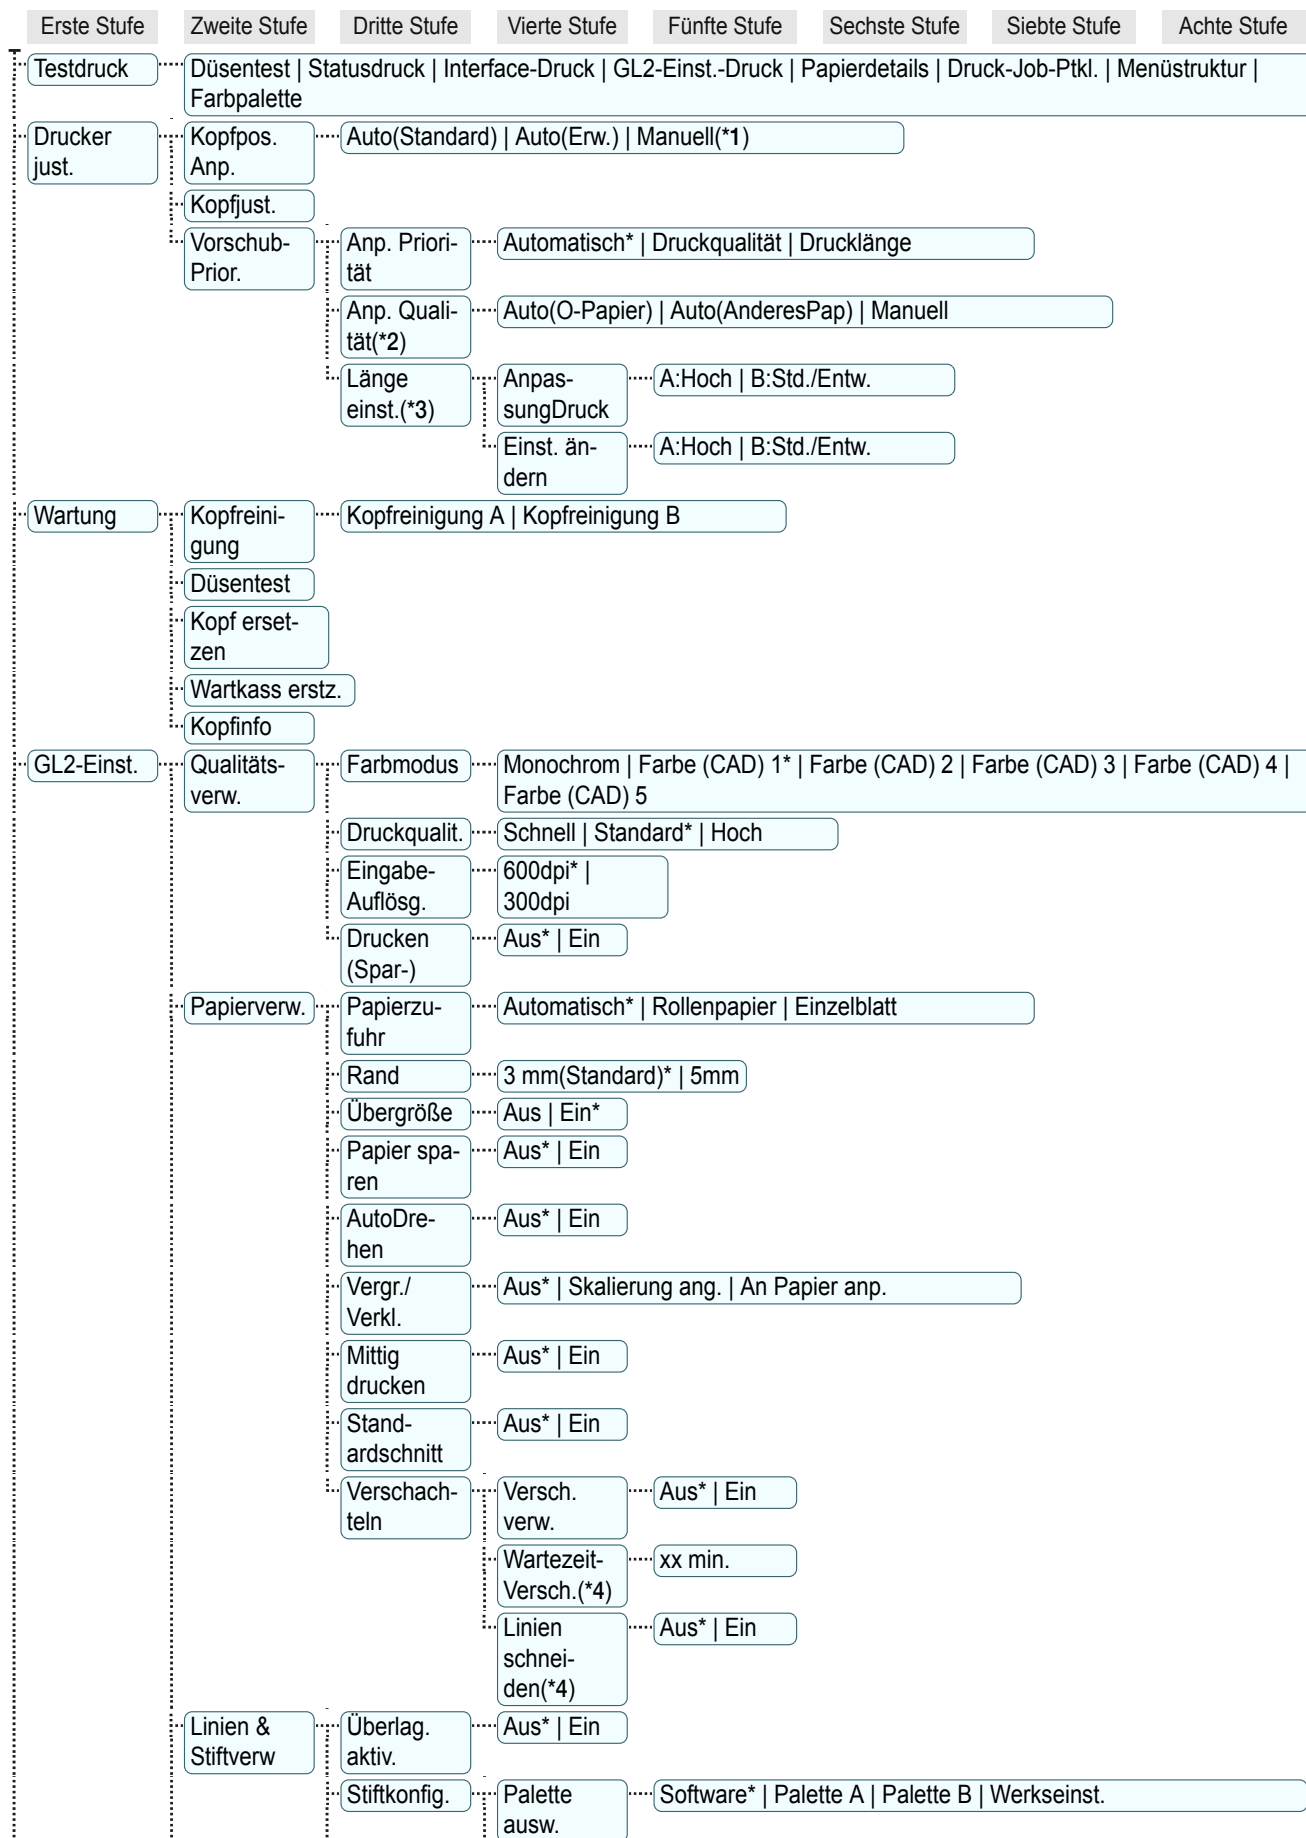 Erste Stufe Zweite Stufe Dritte Stufe Vierte Stufe Fünfte Stufe Sechste Stufe Siebte Stufe Achte Stufe
Testdruck
Düsentest | Statusdruck | Interface-Druck | GL2-Einst.-Druck | Papierdetails | Druck-Job-Ptkl. | Menüstruktur |
Farbpalette
Drucker
just.
Kopfpos.
Anp.
Auto(Standard) | Auto(Erw.) | Manuell(*1)
Kopfjust.
Vorschub-
Prior.
Anp. Priori-
tät
Automatisch* | Druckqualität | Drucklänge
Anp. Quali-
tät(*2)
Auto(O-Papier) | Auto(AnderesPap) | Manuell
Länge
einst.(*3)
Anpas-
sungDruck
A:Hoch | B:Std./Entw.
Einst. än-
dern
A:Hoch | B:Std./Entw.
Wartung
Kopfreini-
gung
Kopfreinigung A | Kopfreinigung B
Düsentest
Kopf erset-
zen
Wartkass erstz.
Kopfinfo
GL2-Einst.
Qualitäts-
verw.
Farbmodus
Monochrom | Farbe (CAD) 1* | Farbe (CAD) 2 | Farbe (CAD) 3 | Farbe (CAD) 4 |
Farbe (CAD) 5
Druckqualit.
Schnell | Standard* | Hoch
Eingabe-
Auflösg.
600dpi* |
300dpi
Drucken
(Spar-)
Aus* | Ein
Papierverw.
Papierzu-
fuhr
Automatisch* | Rollenpapier | Einzelblatt
Rand
3 mm(Standard)* | 5mm
Übergröße
Aus | Ein*
Papier spa-
ren
Aus* | Ein
AutoDre-
hen
Aus* | Ein
Vergr./
Verkl.
Aus* | Skalierung ang. | An Papier anp.
Mittig
drucken
Aus* | Ein
Stand-
ardschnitt
Aus* | Ein
Verschach-
teln
Versch.
verw.
Aus* | Ein
Wartezeit-
Versch.(*4)
xx min.
Linien
schnei-
den(*4)
Aus* | Ein
Linien &
Stiftverw
Überlag.
aktiv.
Aus* | Ein
Stiftkonfig.
Palette
ausw.
Software* | Palette A | Palette B | Werkseinst.